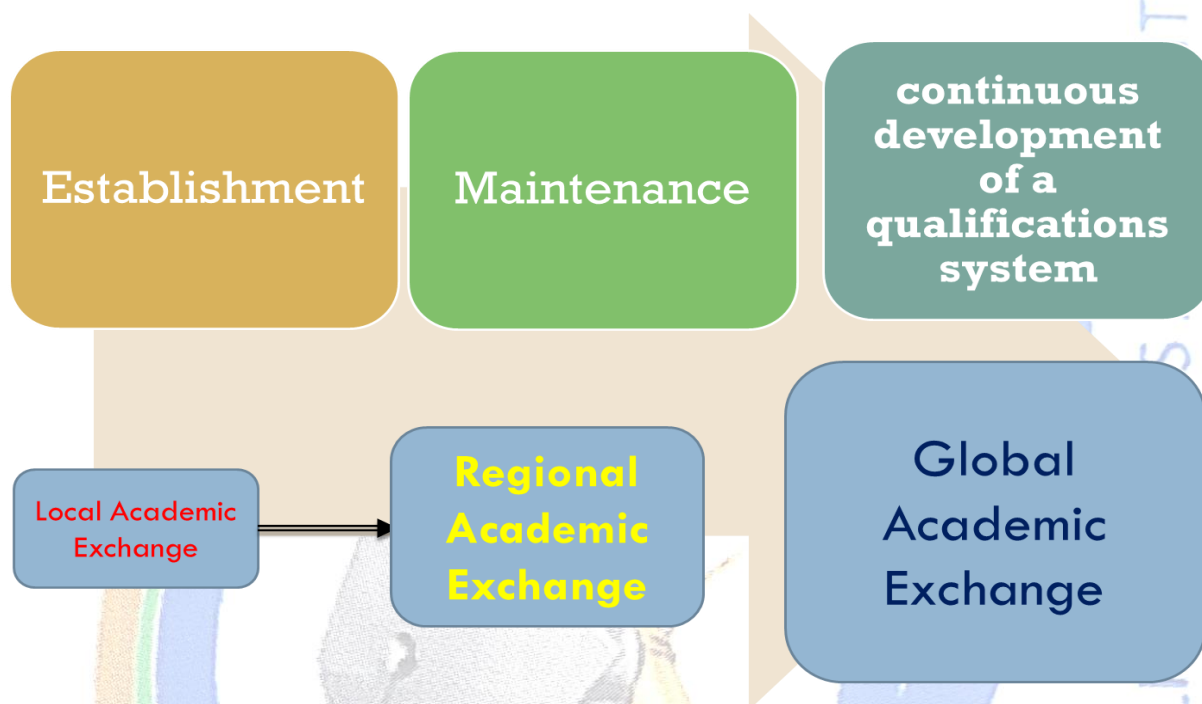 Establishment
Maintenance
continuous
development
of a
qualifications
system
Local Academic
Exchange
Regional
Academic
Exchange
Global
Academic
Exchange